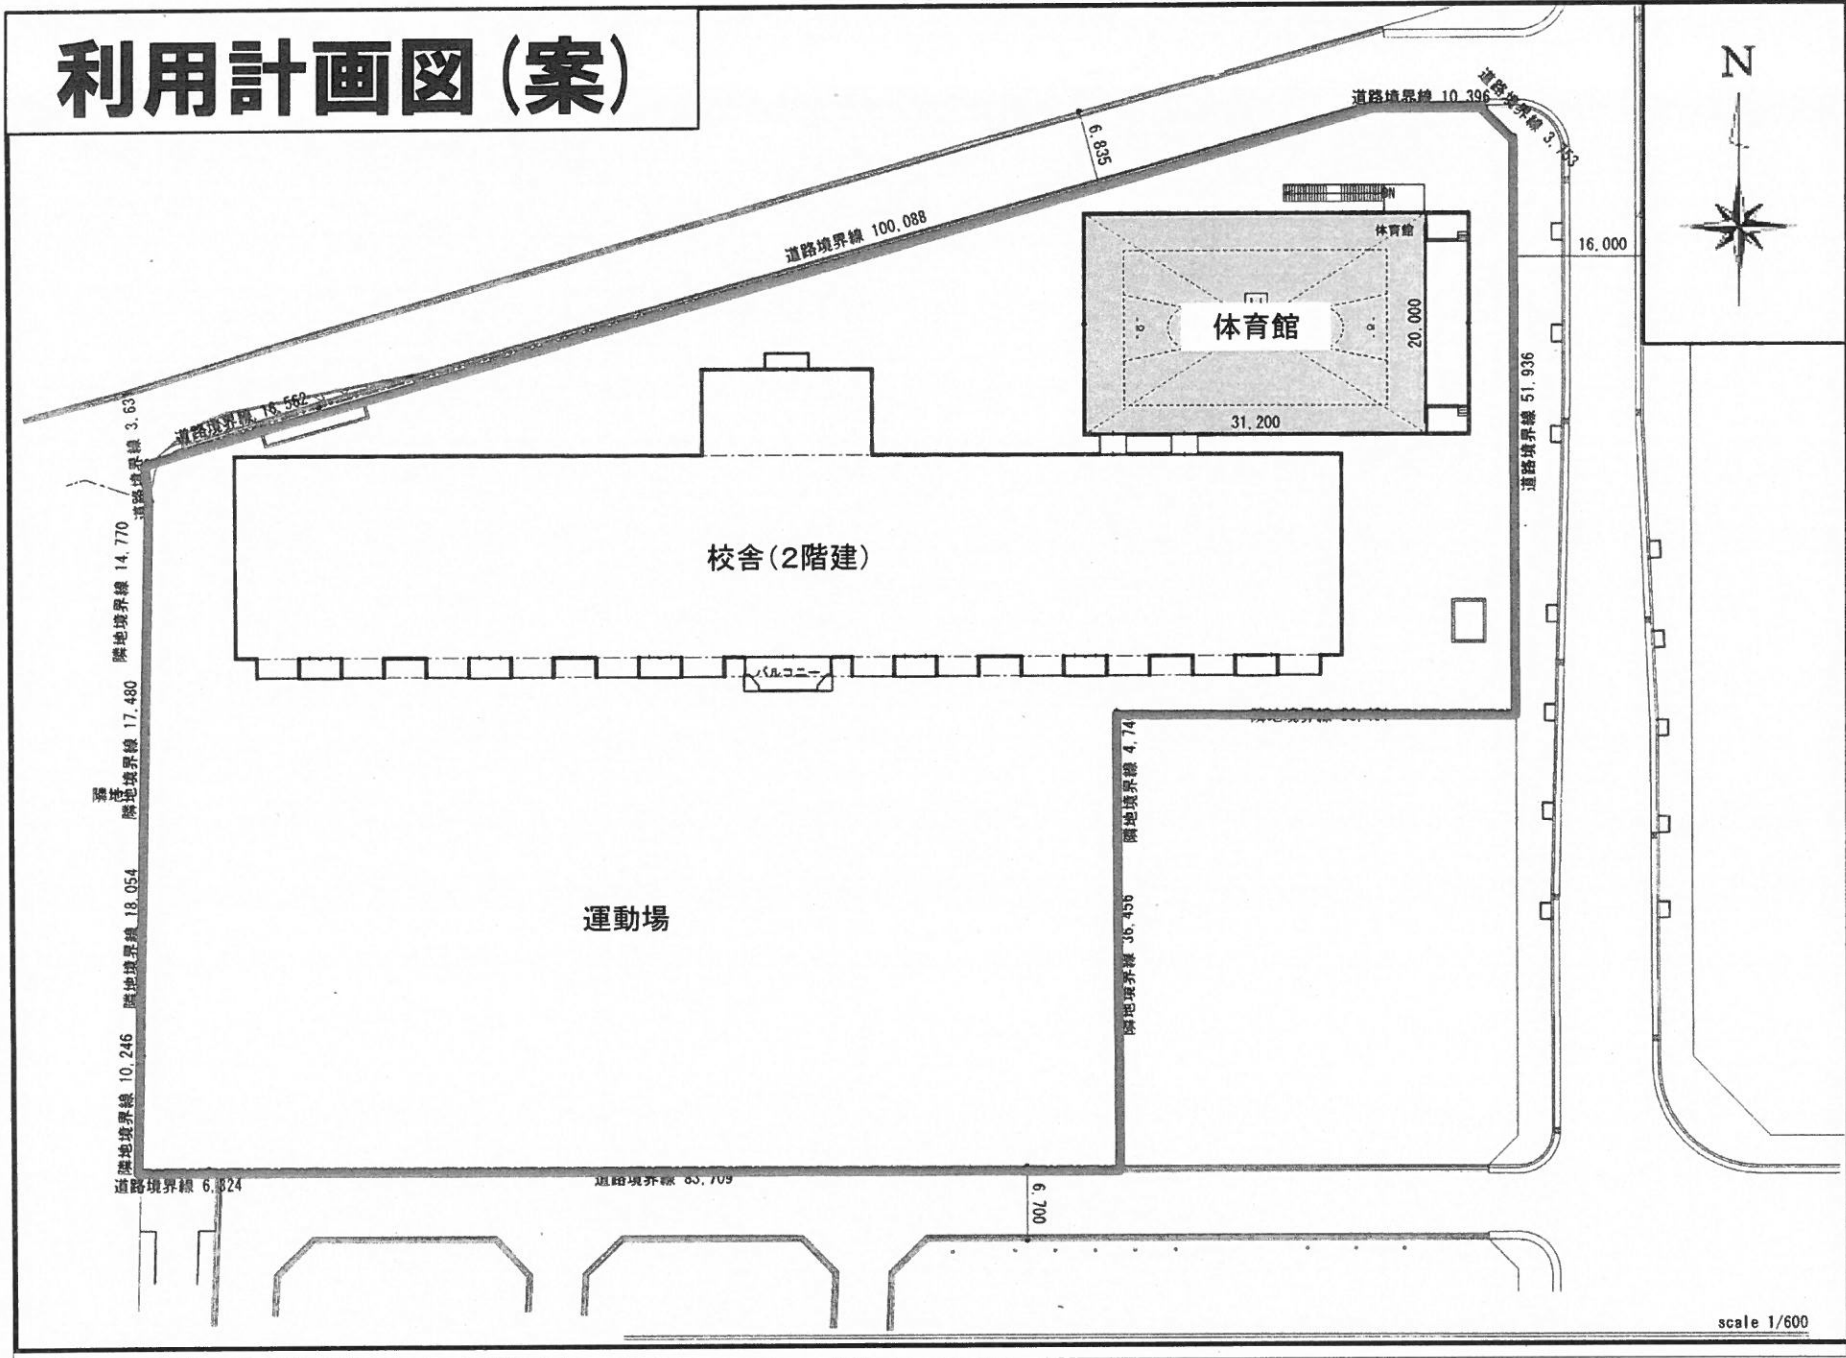 利用計画図(案)
N
道路境界線 10,396
道路境界線 3,153
6.835
道路境界線 100,088
DN
体育館
16.000
体育館
20.000
31,200
道路境界線 51,936
道路境界線 18,562
道路境界線 3,63
隣地境界線 14,770
校舎(2階建)
バルコニー
隣地境界線 17,480
隣地境界線
隣地境界線 4,74
隣地境界線 18,054
運動場
隣地境界線 36,456
隣地境界線 10,246
道路境界線 6,324
道路境界線 83,709
6.700
scale 1/600